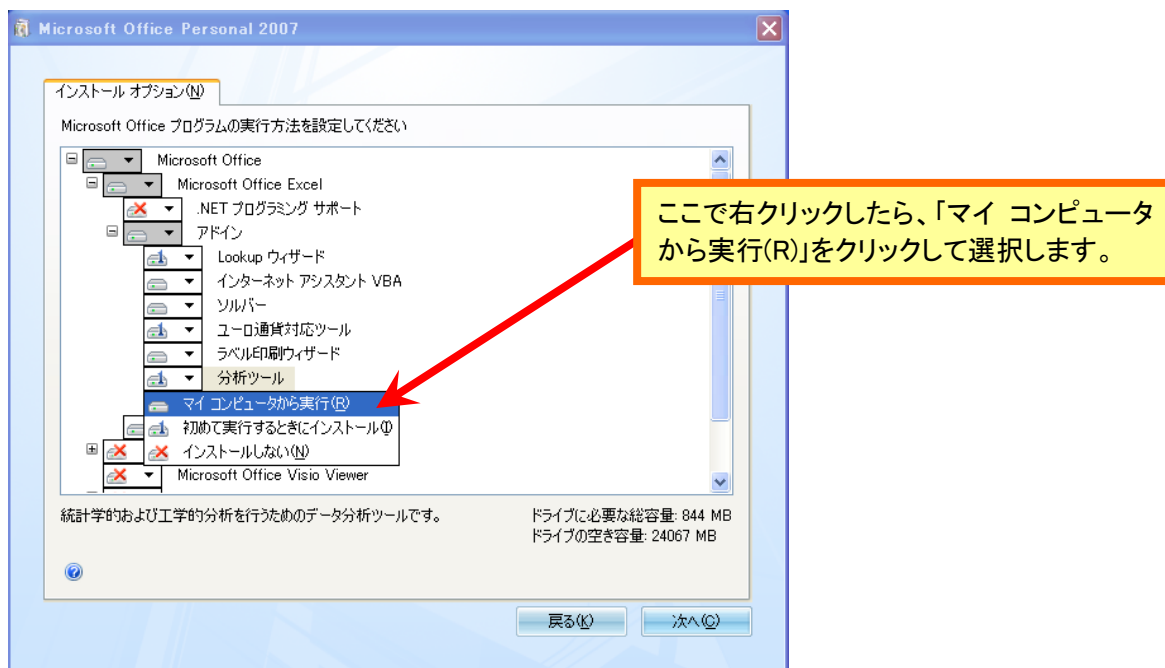 Microsoft Office Personal 2007
インストール オプション(N)
Microsoft Office プログラムの実行方法を設定してください
Microsoft Office
Microsoft Office Excel
.NET プログラミング サポート
アドイン
Lookup ウィザード
インターネット アシスタント VBA
ソルバー
ユーロ通貨対応ツール
ラベル印刷ウィザード
分析ツール
マイ コンピュータから実行(R)
初めて実行するときにインストール(I)
インストールしない(N)
Microsoft Office Visio Viewer
ここで右クリックしたら、「マイ コンピュータ
から実行(R)」をクリックして選択します。
統計学的および工学的分析を行うためのデータ分析ツールです。
ドライブに必要な総容量: 844 MB
ドライブの空き容量: 24067 MB
戻る(K)
次へ(C)